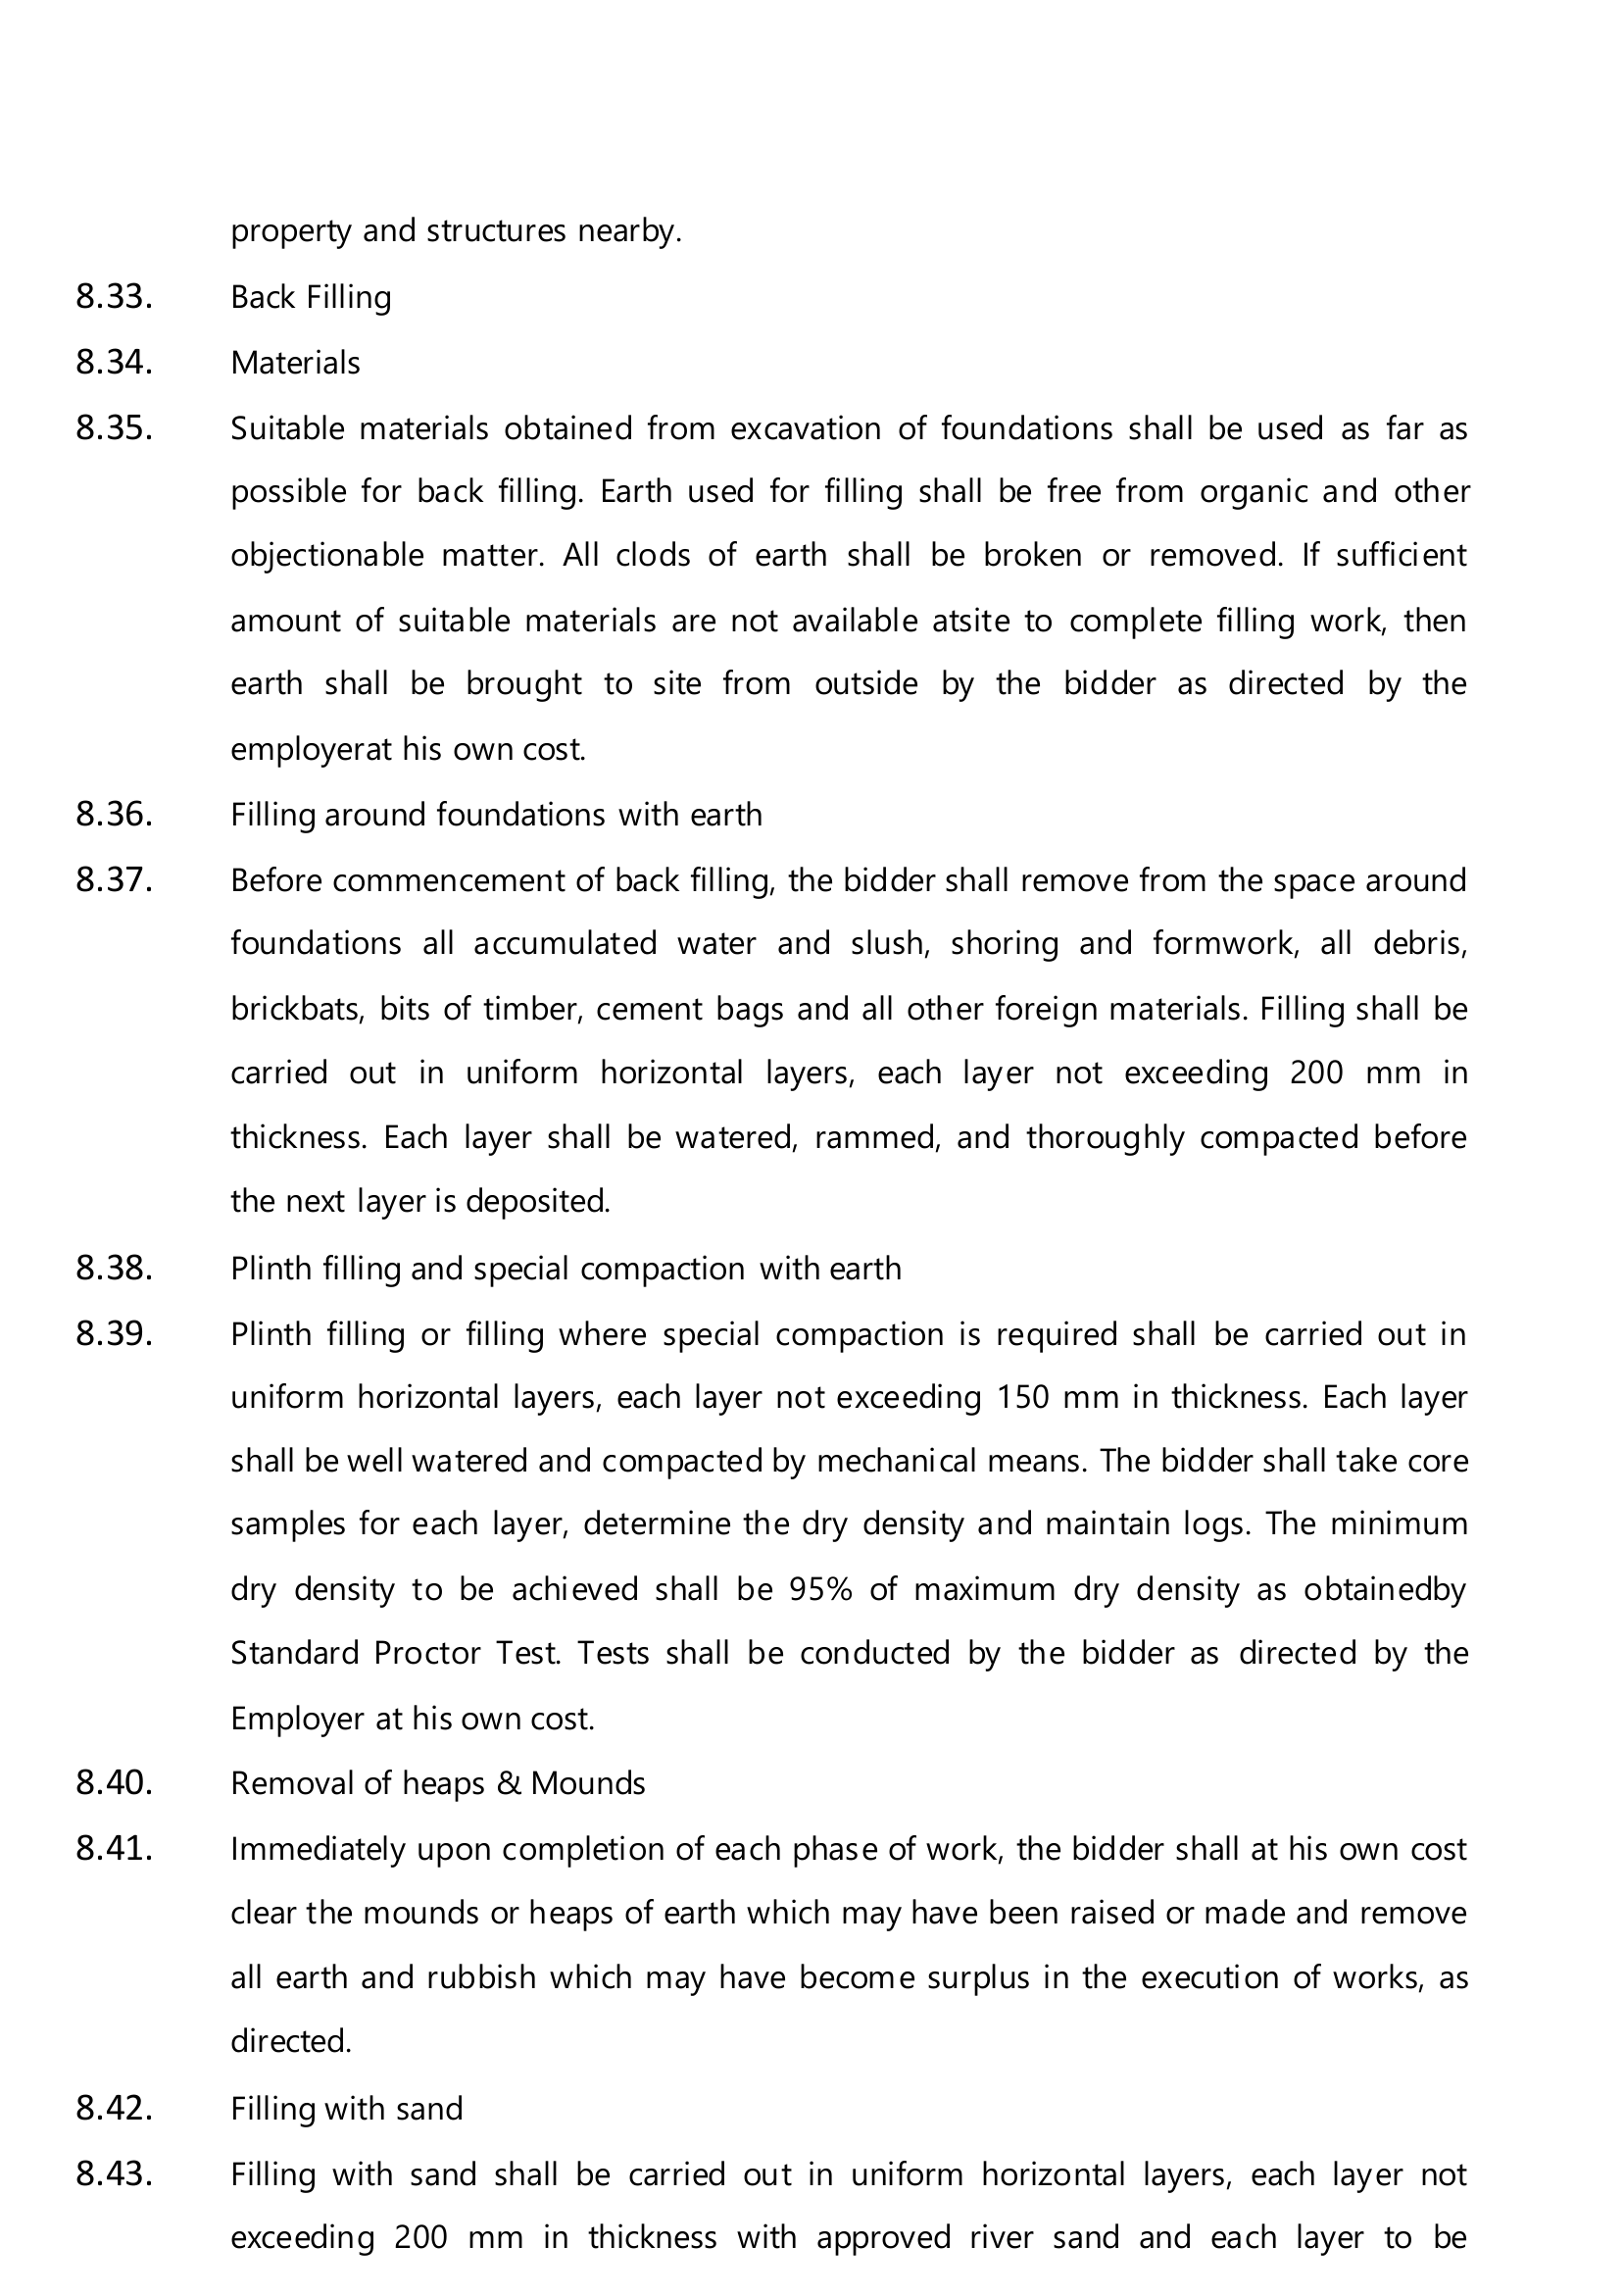 property and structures nearby.
8.33. Back Filling
8.34. Materials
8.35. Suitable materials obtained from excavation of foundations shall be used as far as
possible for back filling. Earth used for filling shall be free from organic and other
objectionable matter. All clods of earth shall be broken or removed. If sufficient
amount of suitable materials are not available atsite to complete filling work, then
earth shall be brought to site from outside by the bidder as directed by the
employerat his own cost.
8.36. Filling around foundations with earth
8.37. Before commencement of back filling, the bidder shall remove from the space around
foundations all accumulated water and slush, shoring and formwork, all debris,
brickbats, bits of timber, cement bags and all other foreign materials. Filling shall be
carried out in uniform horizontal layers, each layer not exceeding 200 mm in
thickness. Each layer shall be watered, rammed, and thoroughly compacted before
the next layer is deposited.
8.38. Plinth filling and special compaction with earth
8.39. Plinth filling or filling where special compaction is required shall be carried out in
uniform horizontal layers, each layer not exceeding 150 mm in thickness. Each layer
shall be well watered and compacted by mechanical means. The bidder shall take core
samples for each layer, determine the dry density and maintain logs. The minimum
dry density to be achieved shall be 95% of maximum dry density as obtainedby
Standard Proctor Test. Tests shall be conducted by the bidder as directed by the
Employer at his own cost.
8.40. Removal of heaps & Mounds
8.41. Immediately upon completion of each phase of work, the bidder shall at his own cost
clear the mounds or heaps of earth which may have been raised or made and remove
all earth and rubbish which may have become surplus in the execution of works, as
directed.
8.42. Filling with sand
8.43. Filling with sand shall be carried out in uniform horizontal layers, each layer not
exceeding 200 mm in thickness with approved river sand and each layer to be